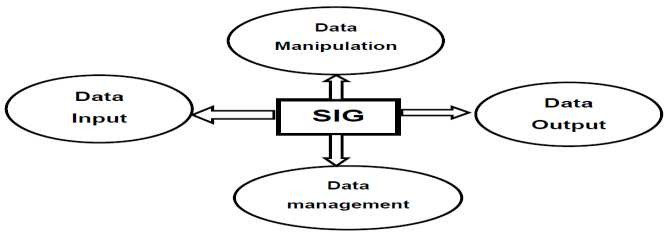 Data
Manipulation
Data
Input
SIG
Data
Output
Data
management